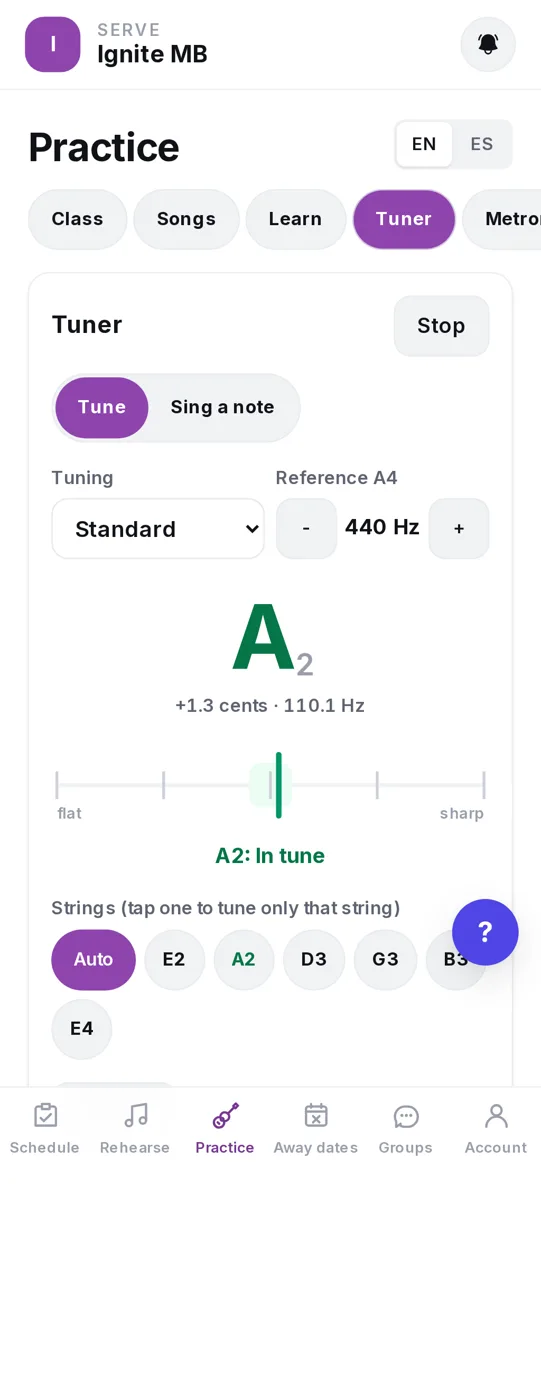 I
SERVE
Ignite MB
Practice
EN ES
Class Songs Learn Tuner Metro
Tuner
Stop
Tune Sing a note
Tuning Reference A4
Standard - 440 Hz +
A2
+1.3 cents · 110.1 Hz
flat sharp
A2: In tune
Strings (tap one to tune only that string)
?
Auto E2 A2 D3 G3 B3
E4
Schedule Rehearse Practice Away dates Groups Account